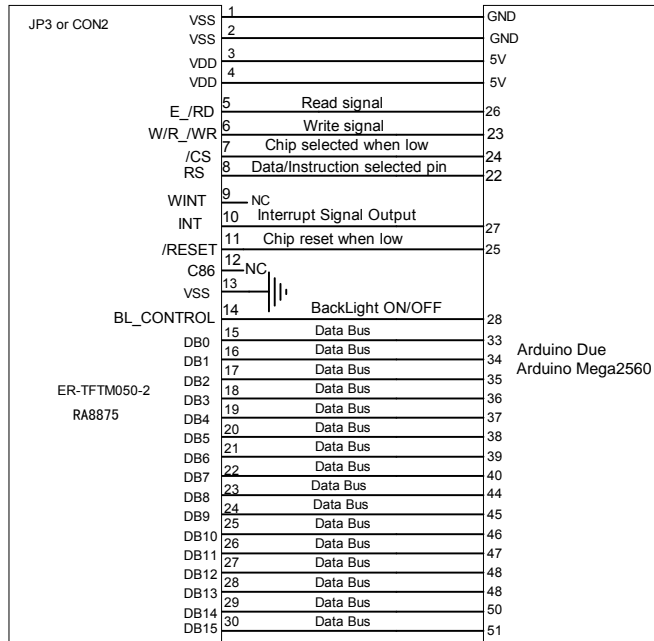 JP3 or CON2
VSS 1 GND
VSS 2 GND
VDD 3 5V
VDD 4 5V
E_/RD 5 Read signal 26
W/R_/WR 6 Write signal 23
/CS 7 Chip selected when low 24
RS 8 Data/Instruction selected pin 22
WINT 9 NC
INT 10 Interrupt Signal Output 27
/RESET 11 Chip reset when low 25
C86 12 NC
VSS 13
BL_CONTROL 14 BackLight ON/OFF 28
DB0 15 Data Bus 33
DB1 16 Data Bus 34
DB2 17 Data Bus 35
DB3 18 Data Bus 36
DB4 19 Data Bus 37
DB5 20 Data Bus 38
DB6 21 Data Bus 39
DB7 22 Data Bus 40
DB8 23 Data Bus 44
DB9 24 Data Bus 45
DB10 25 Data Bus 46
DB11 26 Data Bus 47
DB12 27 Data Bus 48
DB13 28 Data Bus 48
DB14 29 Data Bus 50
DB15 30 Data Bus 51
ER-TFTM050-2
RA8875
Arduino Due
Arduino Mega2560